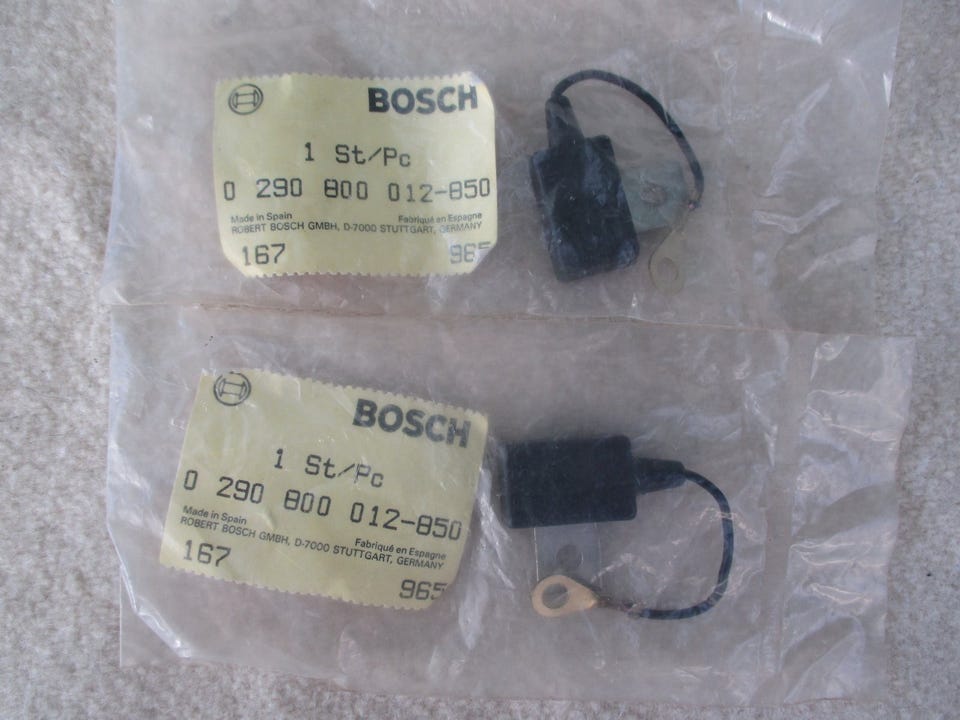 BOSCH
1 St/Pc
0 290 800 012-850
Made in Spain Fabriqué en Espagne
ROBERT BOSCH GMBH, D-7000 STUTTGART, GERMANY
167 965
BOSCH
1 St/Pc
0 290 800 012-850
Made in Spain Fabriqué en Espagne
ROBERT BOSCH GMBH, D-7000 STUTTGART, GERMANY
167 965